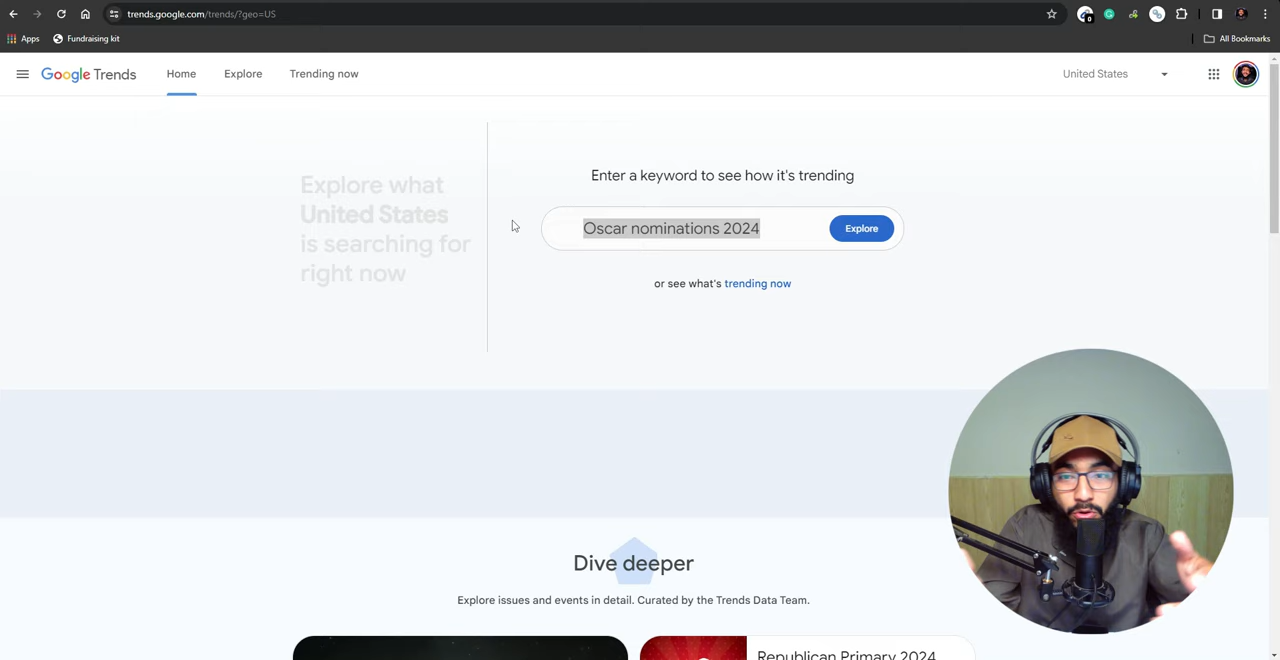 trends.google.com/trends/?geo=US
0
Apps
Fundraising kit
All Bookmarks
Google Trends
Home
Explore
Trending now
United States
Explore what
United States
is searching for
right now
Enter a keyword to see how it's trending
Oscar nominations 2024
Explore
or see what's trending now
Dive deeper
Explore issues and events in detail. Curated by the Trends Data Team.
Republican Primary 2024